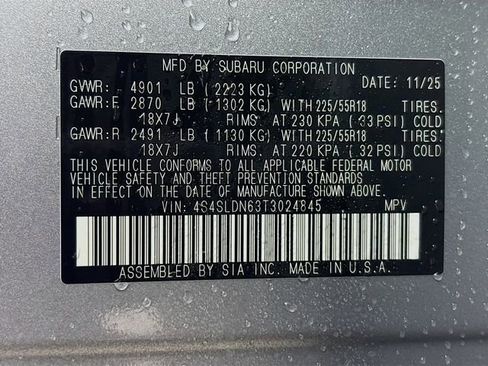 MFD BY SUBARU CORPORATION
GVWR: 4901 LB (2223 KG) DATE: 11/25
GAWR:F 2870 LB (1302 KG) WITH 225/55R18 TIRES.
18X7J RIMS. AT 230 KPA (33 PSI) COLD
GAWR:R 2491 LB (1130 KG) WITH 225/55R18 TIRES.
18X7J RIMS. AT 220 KPA (32 PSI) COLD
THIS VEHICLE CONFORMS TO ALL APPLICABLE FEDERAL MOTOR
VEHICLE SAFETY AND THEFT PREVENTION STANDARDS
IN EFFECT ON THE DATE OF MANUFACTURE SHOWN ABOVE.
VIN: 4S4SLDN63T3024845 MPV
ASSEMBLED BY SIA INC. MADE IN U.S.A.